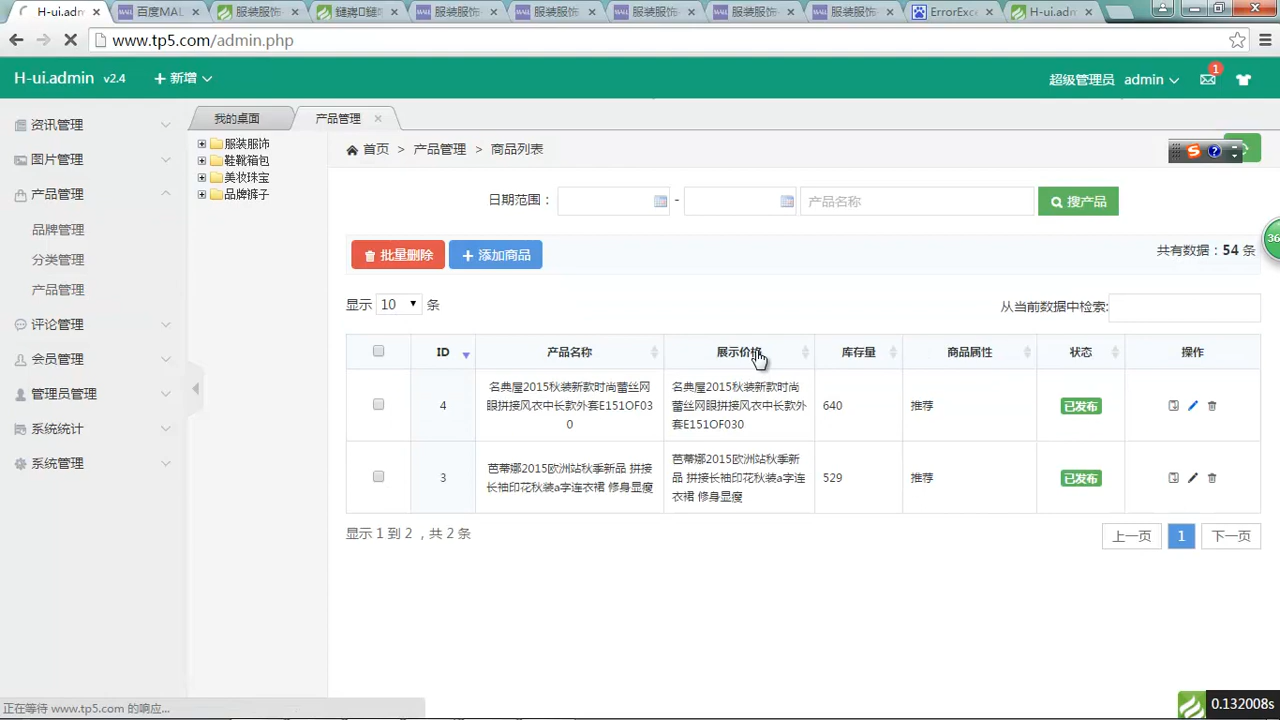 H-ui.adm
百度MAL
服装服饰
服装服饰
服装服饰
服装服饰
服装服饰
服装服饰
ErrorExce
H-ui.adm
www.tp5.com/admin.php
H-ui.admin v2.4
+ 新增
超级管理员 admin
1
资讯管理
图片管理
产品管理
品牌管理
分类管理
产品管理
评论管理
会员管理
管理员管理
系统统计
系统管理
我的桌面
产品管理
服装服饰
鞋靴箱包
美妆珠宝
品牌裤子
首页 > 产品管理 > 商品列表
日期范围：
-
产品名称
搜产品
批量删除
+ 添加商品
共有数据：54 条
显示 10 条
从当前数据中检索:
ID 产品名称 展示价格 库存量 商品属性 状态 操作
4
名典屋2015秋装新款时尚蕾丝网
眼拼接风衣中长款外套E151OF03
0
名典屋2015秋装新款时尚
蕾丝网眼拼接风衣中长款外
套E151OF030
640
推荐
已发布
3
芭蒂娜2015欧洲站秋季新品 拼接
长袖印花秋装a字连衣裙 修身显瘦
芭蒂娜2015欧洲站秋季新
品 拼接长袖印花秋装a字连
衣裙 修身显瘦
529
推荐
已发布
显示 1 到 2 ，共 2 条
上一页 1 下一页
36
正在等待 www.tp5.com 的响应...
0.132008s